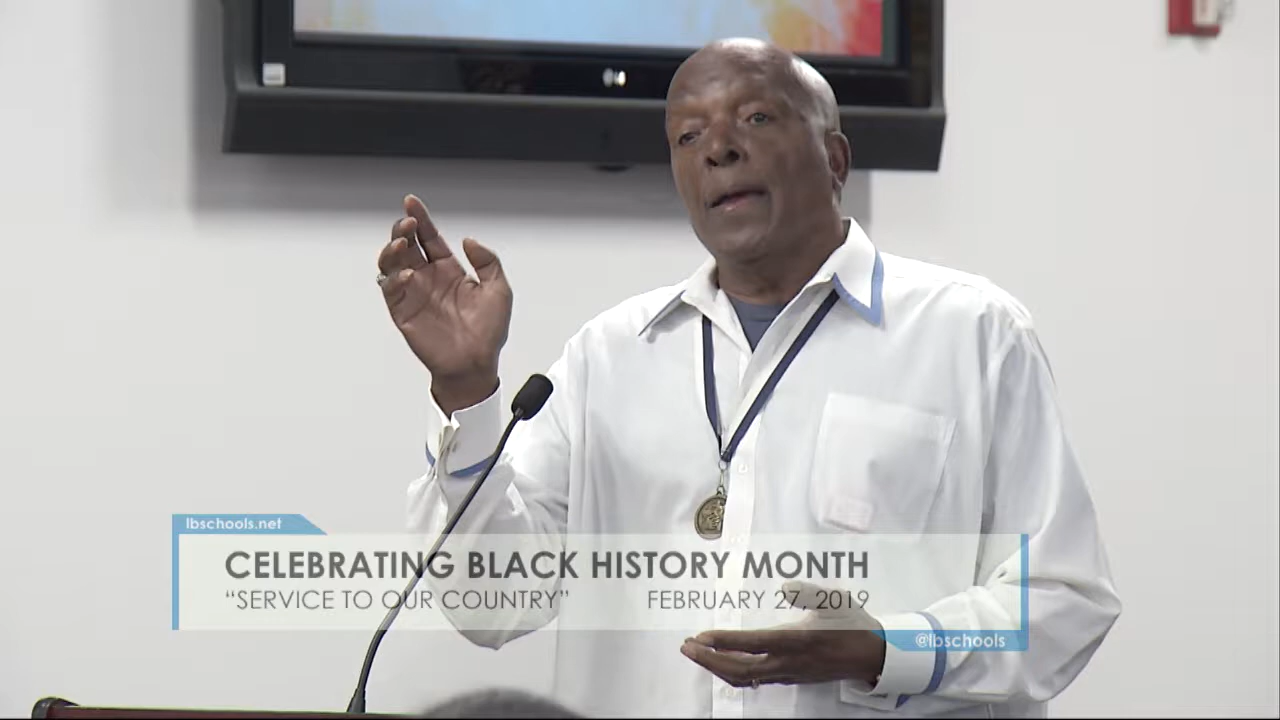 lbschools.net
CELEBRATING BLACK HISTORY MONTH
“SERVICE TO OUR COUNTRY” FEBRUARY 27, 2019
@lbschools